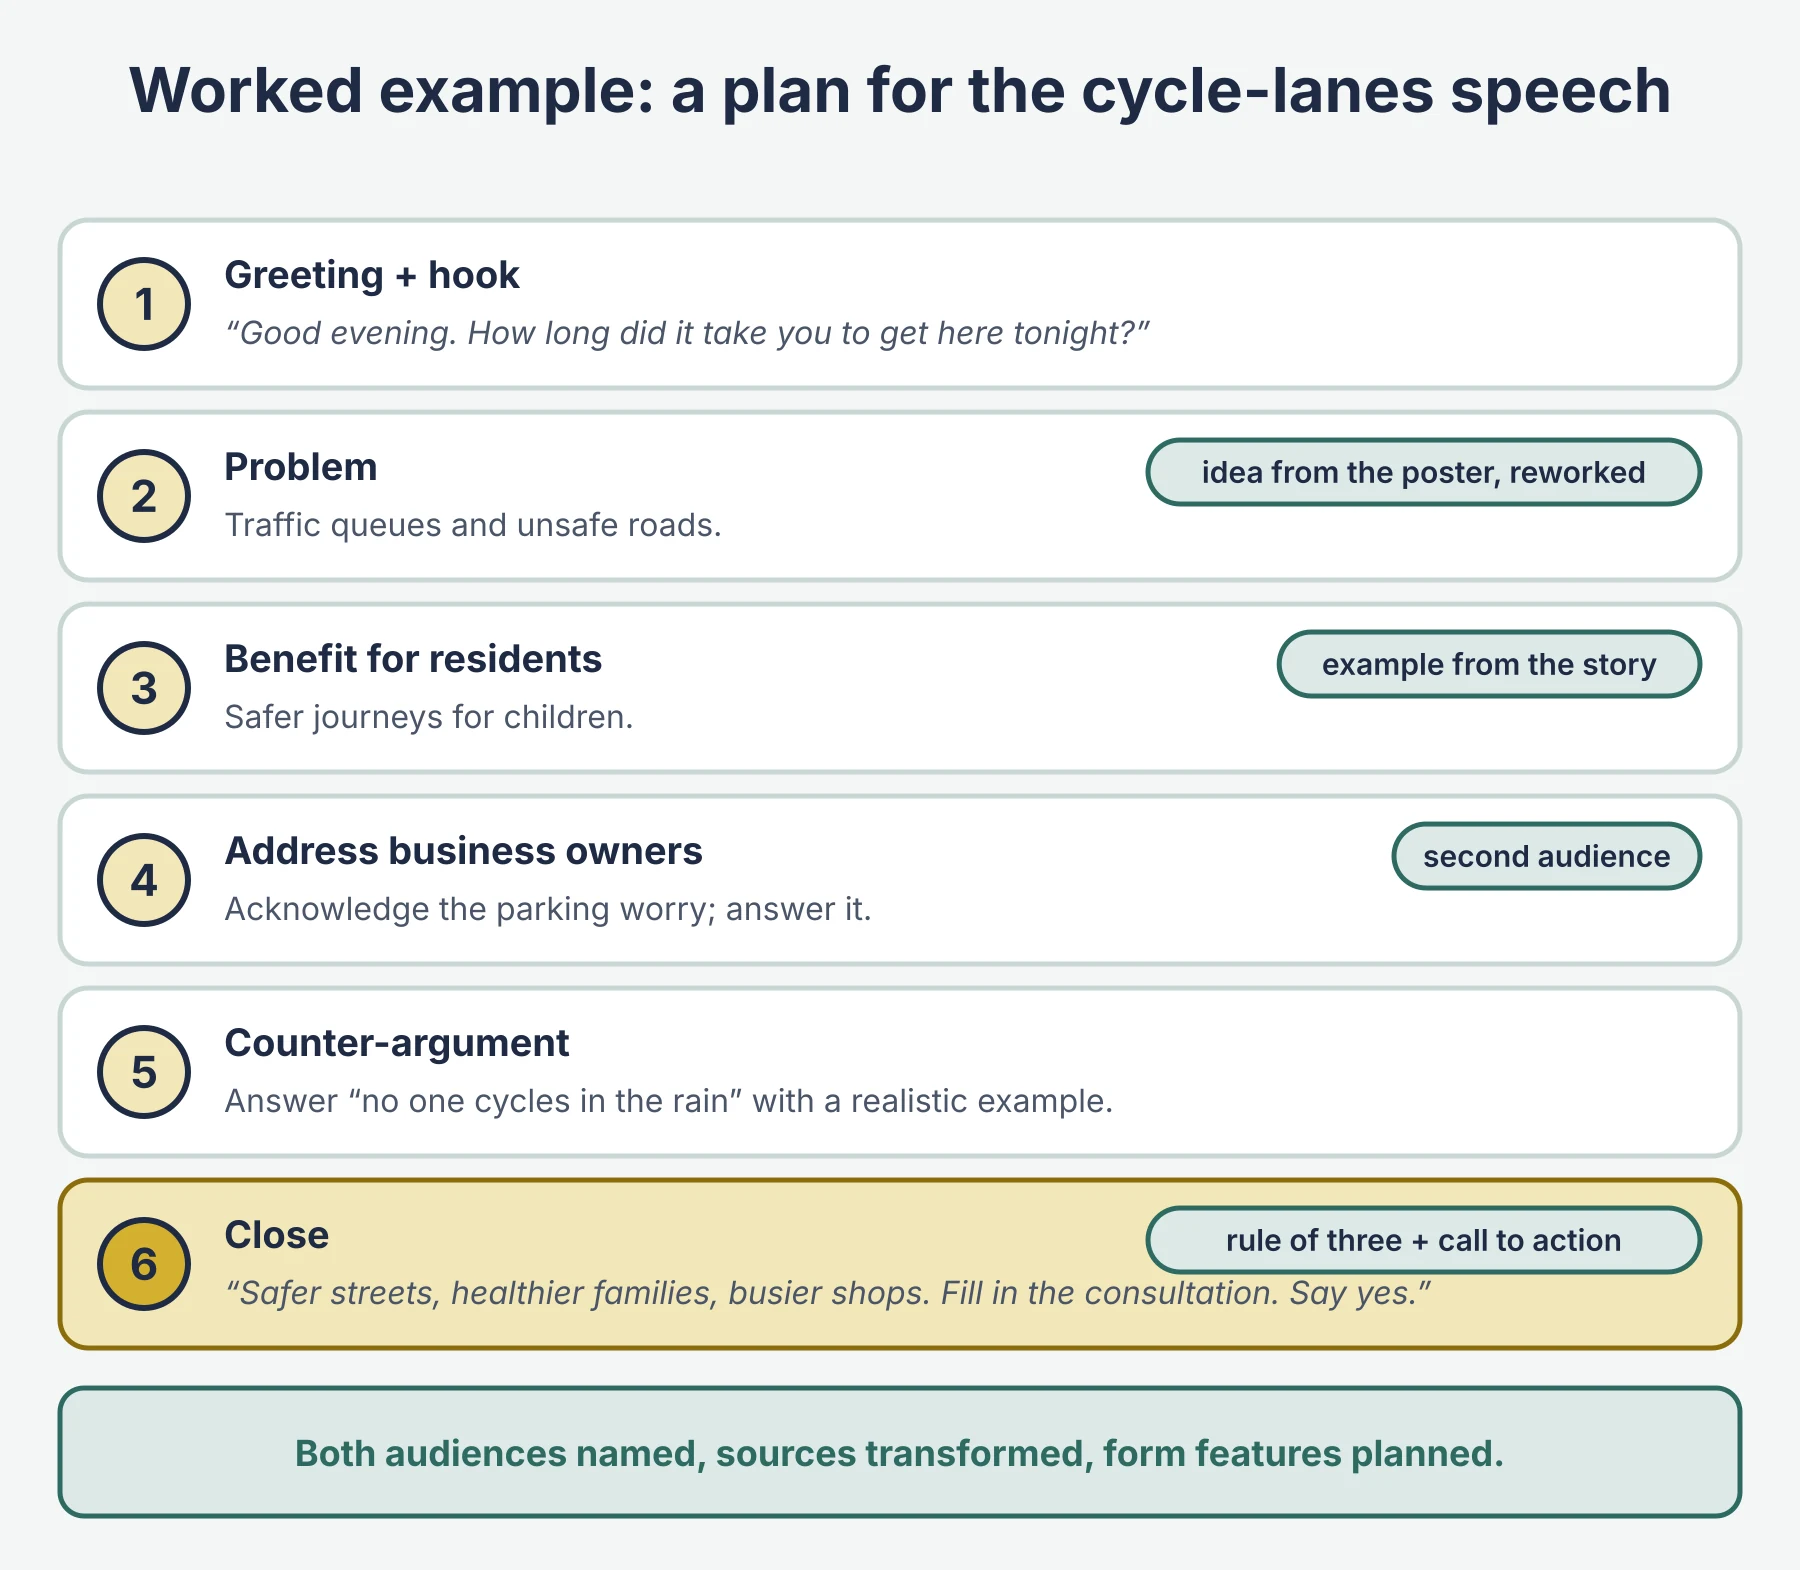 Worked example: a plan for the cycle-lanes speech
1
Greeting + hook
“Good evening. How long did it take you to get here tonight?”
2
Problem
idea from the poster, reworked
Traffic queues and unsafe roads.
3
Benefit for residents
example from the story
Safer journeys for children.
4
Address business owners
second audience
Acknowledge the parking worry; answer it.
5
Counter-argument
Answer “no one cycles in the rain” with a realistic example.
6
Close
rule of three + call to action
“Safer streets, healthier families, busier shops. Fill in the consultation. Say yes.”
Both audiences named, sources transformed, form features planned.